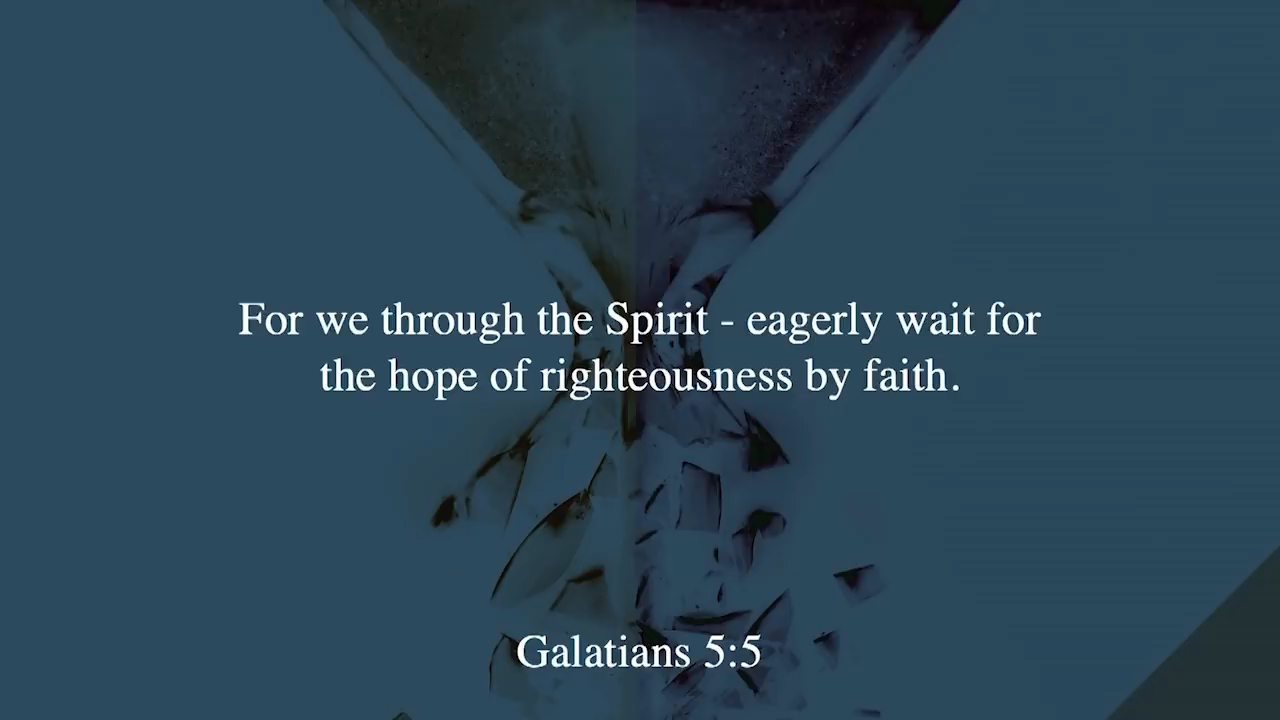 For we through the Spirit - eagerly wait for
the hope of righteousness by faith.
Galatians 5:5